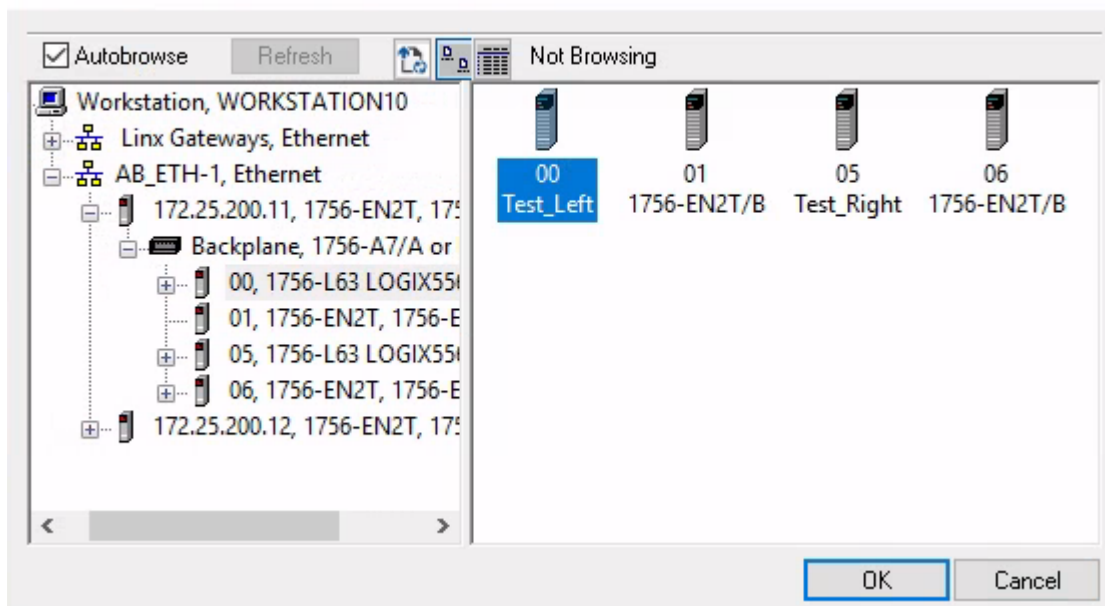 Autobrowse Refresh Not Browsing
Workstation, WORKSTATION10
Linx Gateways, Ethernet
AB_ETH-1, Ethernet
172.25.200.11, 1756-EN2T, 175
Backplane, 1756-A7/A or
00, 1756-L63 LOGIX556
01, 1756-EN2T, 1756-E
05, 1756-L63 LOGIX556
06, 1756-EN2T, 1756-E
172.25.200.12, 1756-EN2T, 175
00 01 05 06
Test_Left 1756-EN2T/B Test_Right 1756-EN2T/B
OK Cancel